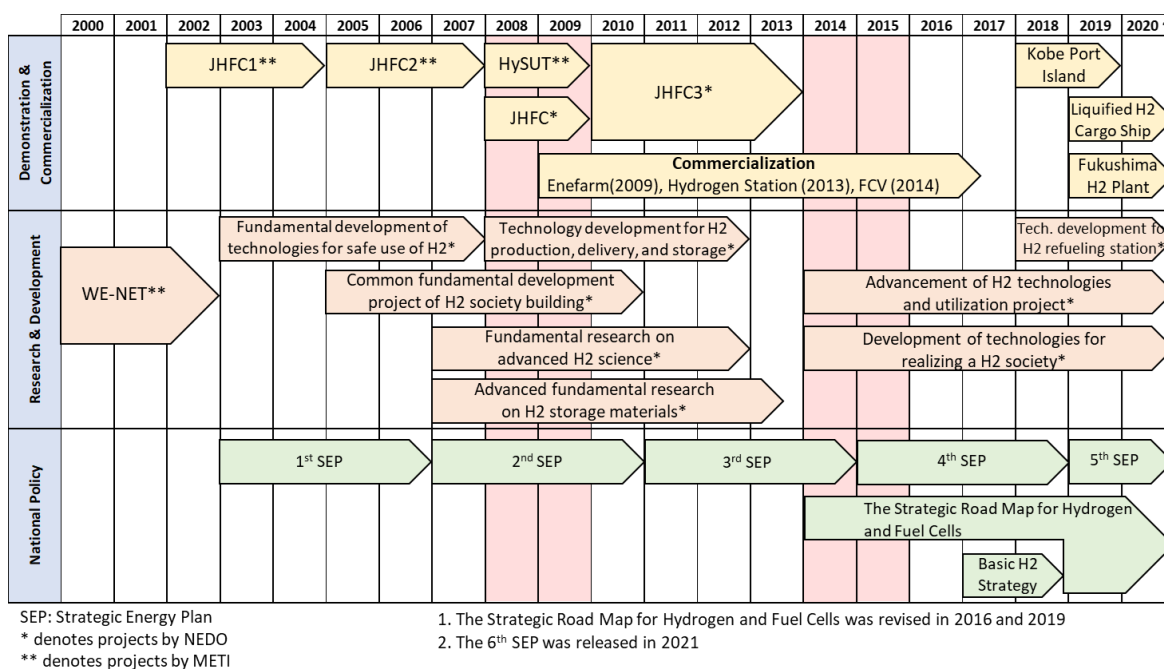 2000 2001 2002 2003 2004 2005 2006 2007 2008 2009 2010 2011 2012 2013 2014 2015 2016 2017 2018 2019 2020
Demonstration &
Commercialization
JHFC1**
JHFC2**
HySUT**
JHFC*
JHFC3*
Kobe Port
Island
Liquified H2
Cargo Ship
Commercialization
Enefarm(2009), Hydrogen Station (2013), FCV (2014)
Fukushima
H2 Plant
Research & Development
WE-NET**
Fundamental development of
technologies for safe use of H2*
Technology development for H2
production, delivery, and storage*
Tech. development for
H2 refueling station*
Common fundamental development
project of H2 society building*
Advancement of H2 technologies
and utilization project*
Fundamental research on
advanced H2 science*
Development of technologies for
realizing a H2 society*
Advanced fundamental research
on H2 storage materials*
National Policy
1st SEP
2nd SEP
3rd SEP
4th SEP
5th SEP
The Strategic Road Map for Hydrogen
and Fuel Cells
Basic H2
Strategy
SEP: Strategic Energy Plan
* denotes projects by NEDO
** denotes projects by METI
1. The Strategic Road Map for Hydrogen and Fuel Cells was revised in 2016 and 2019
2. The 6th SEP was released in 2021